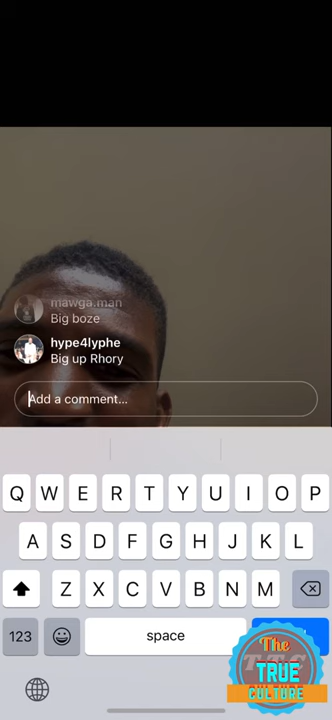 mawga.man
Big boze
hype4lyphe
Big up Rhory
Add a comment...
Q W E R T Y U I O P
A S D F G H J K L
Z X C V B N M
123 space
The
TRUE
CULTURE